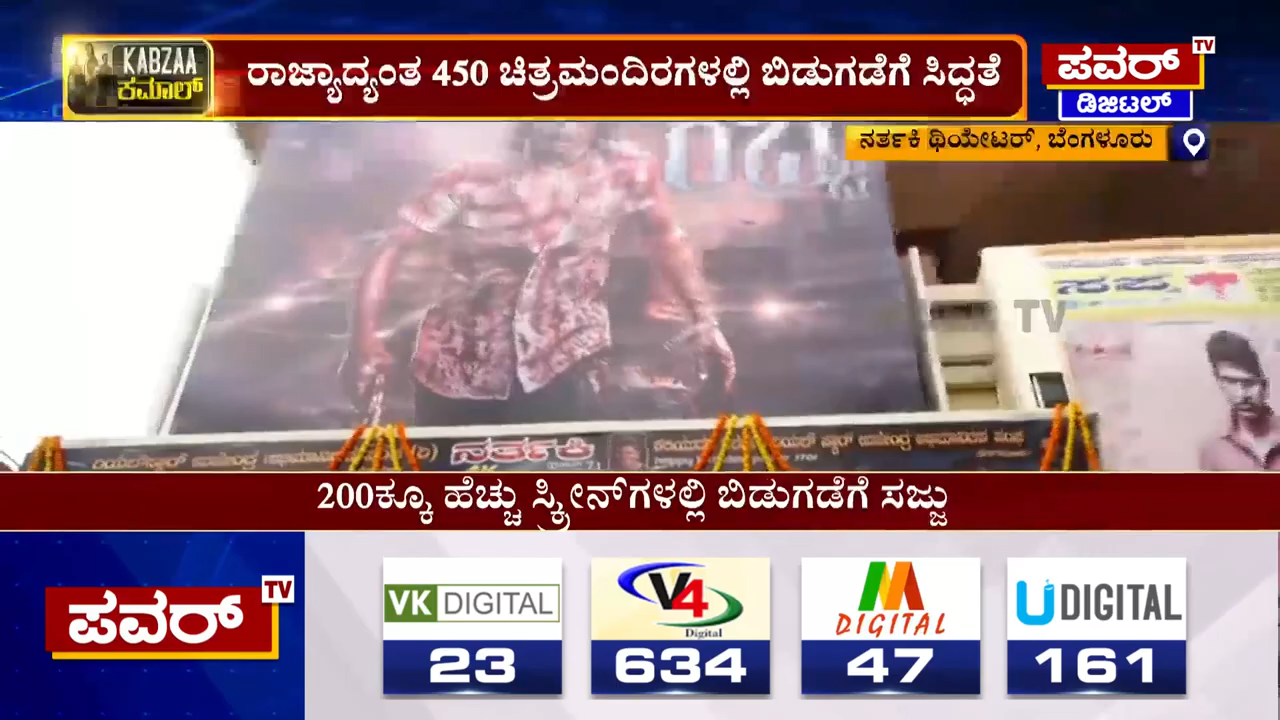 KABZAA
ಕಮಾಲ್
ರಾಜ್ಯಾದ್ಯಂತ 450 ಚಿತ್ರಮಂದಿರಗಳಲ್ಲಿ ಬಿಡುಗಡೆಗೆ ಸಿದ್ಧತೆ
ಪವರ್ TV
ಡಿಜಿಟಲ್
ನರ್ತಕಿ ಥಿಯೇಟರ್, ಬೆಂಗಳೂರು
TV
ನರ್ತಕಿ
200ಕ್ಕೂ ಹೆಚ್ಚು ಸ್ಕ್ರೀನ್‌ಗಳಲ್ಲಿ ಬಿಡುಗಡೆಗೆ ಸಜ್ಜು
ಪವರ್ TV
VK DIGITAL
23
V4 Digital
634
M DIGITAL
47
U DIGITAL
161